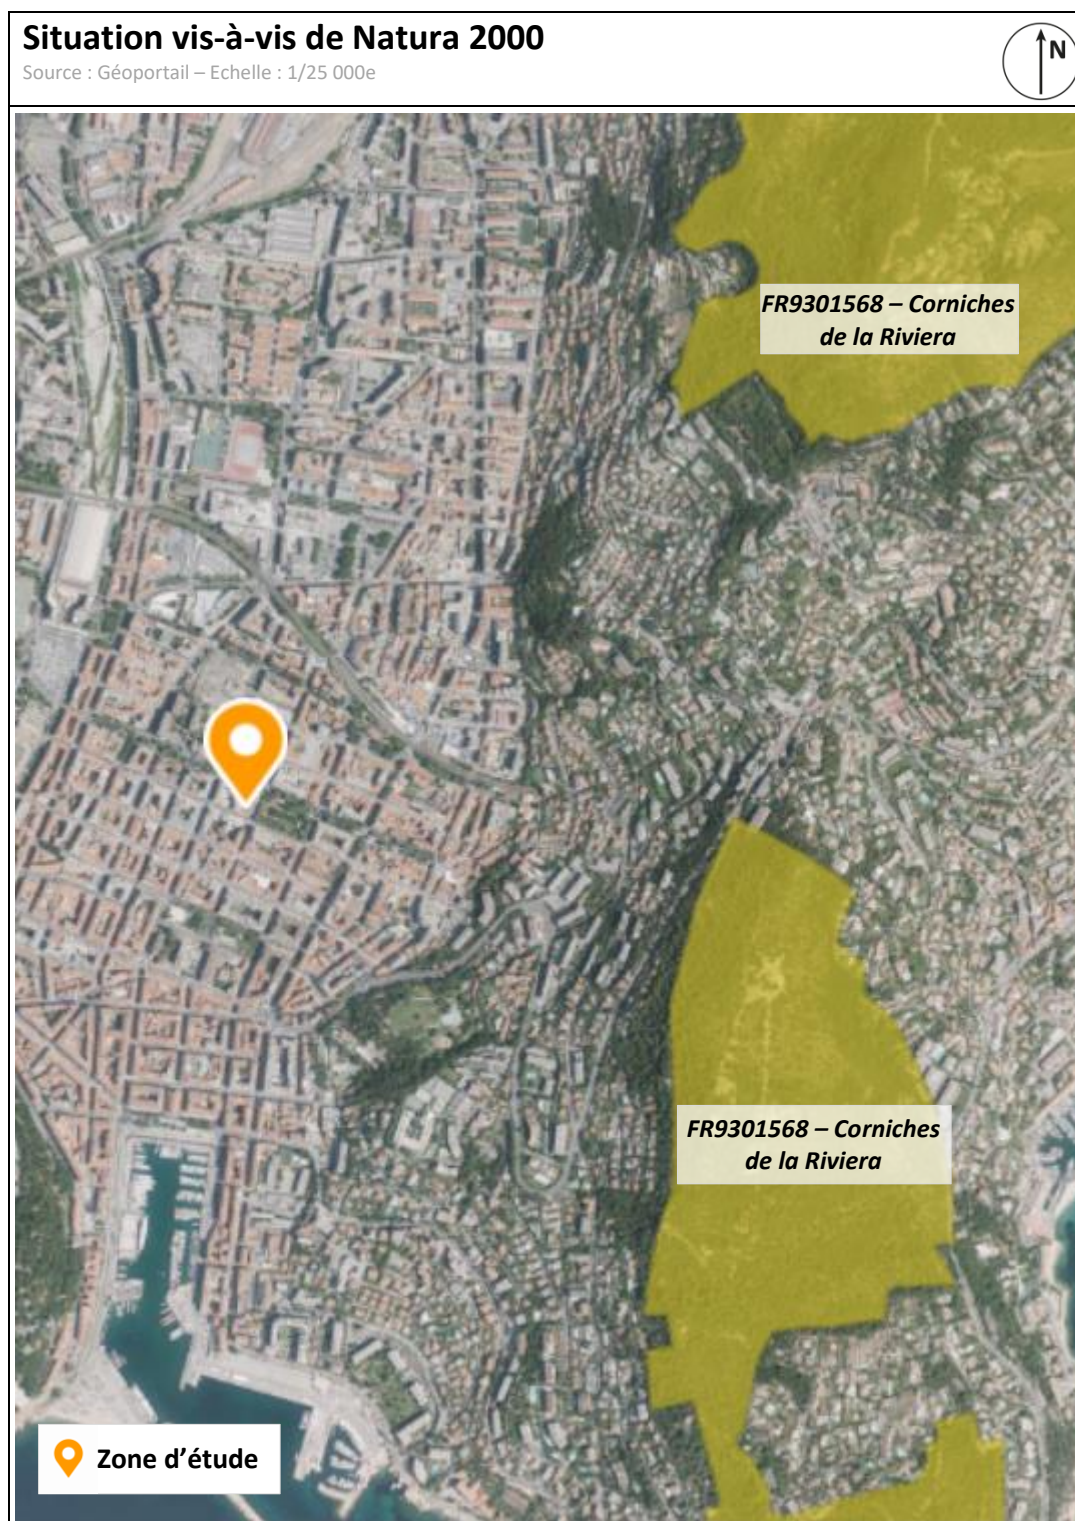 Situation vis-à-vis de Natura 2000
Source : Géoportail – Echelle : 1/25 000e
N
FR9301568 – Corniches
de la Riviera
FR9301568 – Corniches
de la Riviera
Zone d'étude